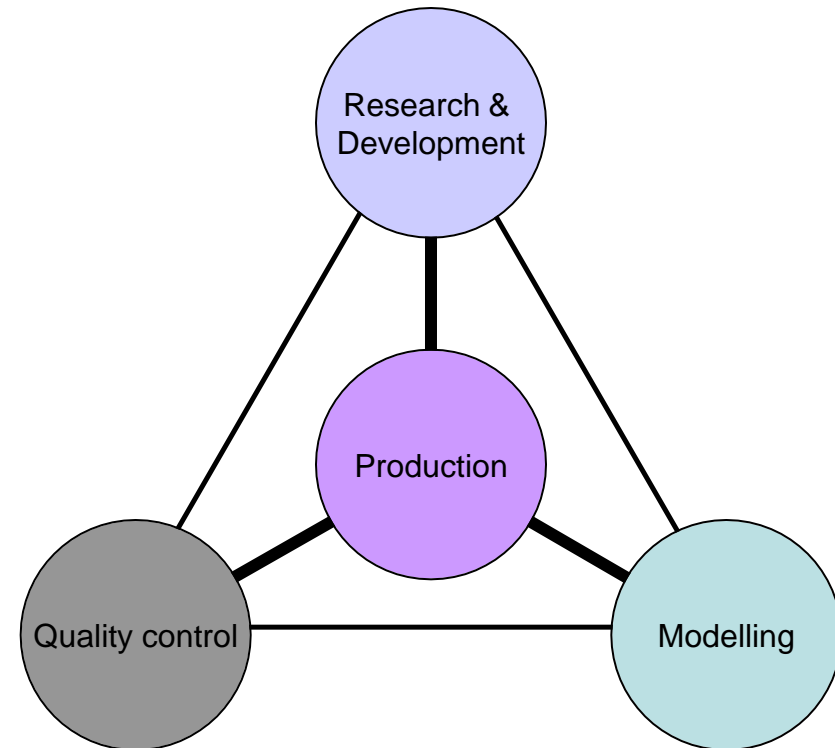 Research &
Development
Production
Quality control
Modelling